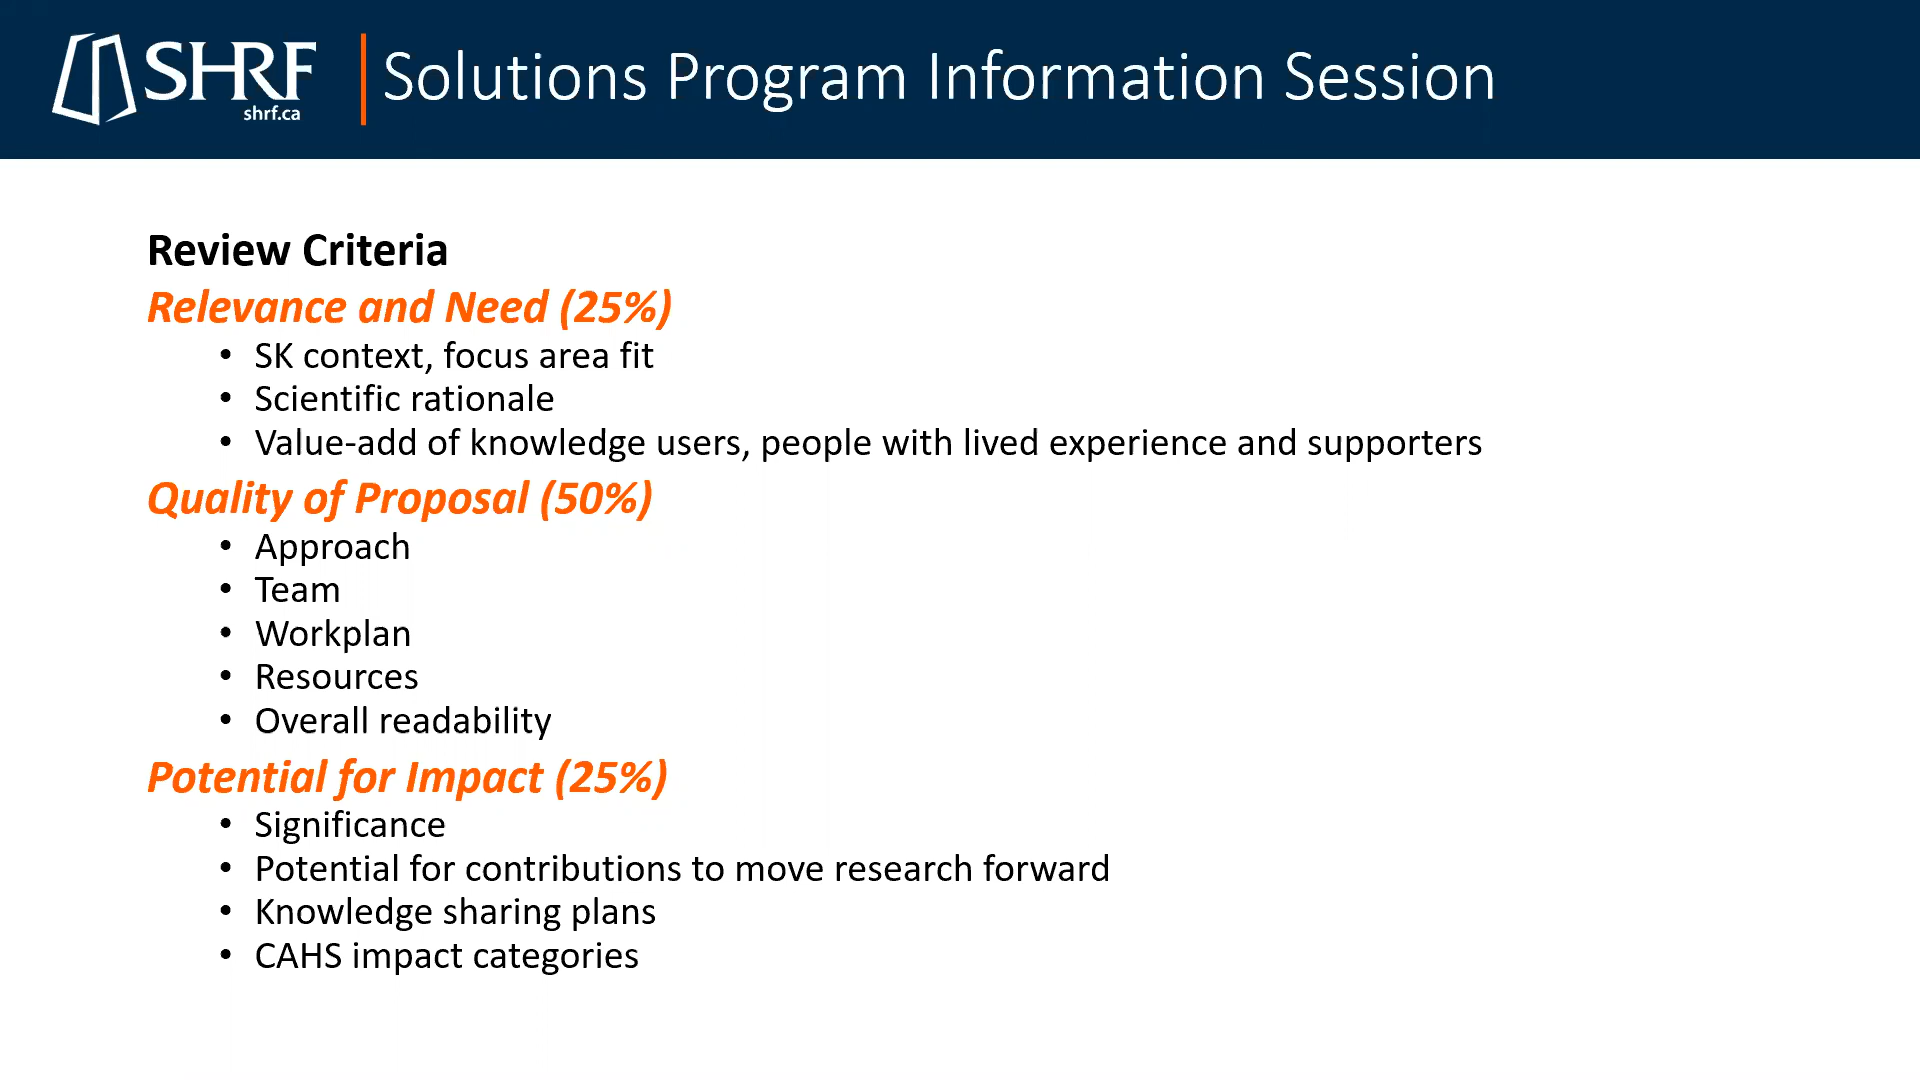 SHRF
shrf.ca
Solutions Program Information Session
Review Criteria
Relevance and Need (25%)
• SK context, focus area fit
• Scientific rationale
• Value-add of knowledge users, people with lived experience and supporters
Quality of Proposal (50%)
• Approach
• Team
• Workplan
• Resources
• Overall readability
Potential for Impact (25%)
• Significance
• Potential for contributions to move research forward
• Knowledge sharing plans
• CAHS impact categories